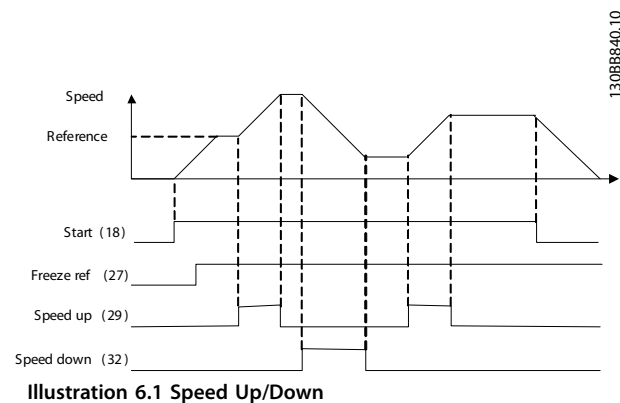 130BB840.10
Speed
Reference
Start (18)
Freeze ref (27)
Speed up (29)
Speed down (32)
Illustration 6.1 Speed Up/Down